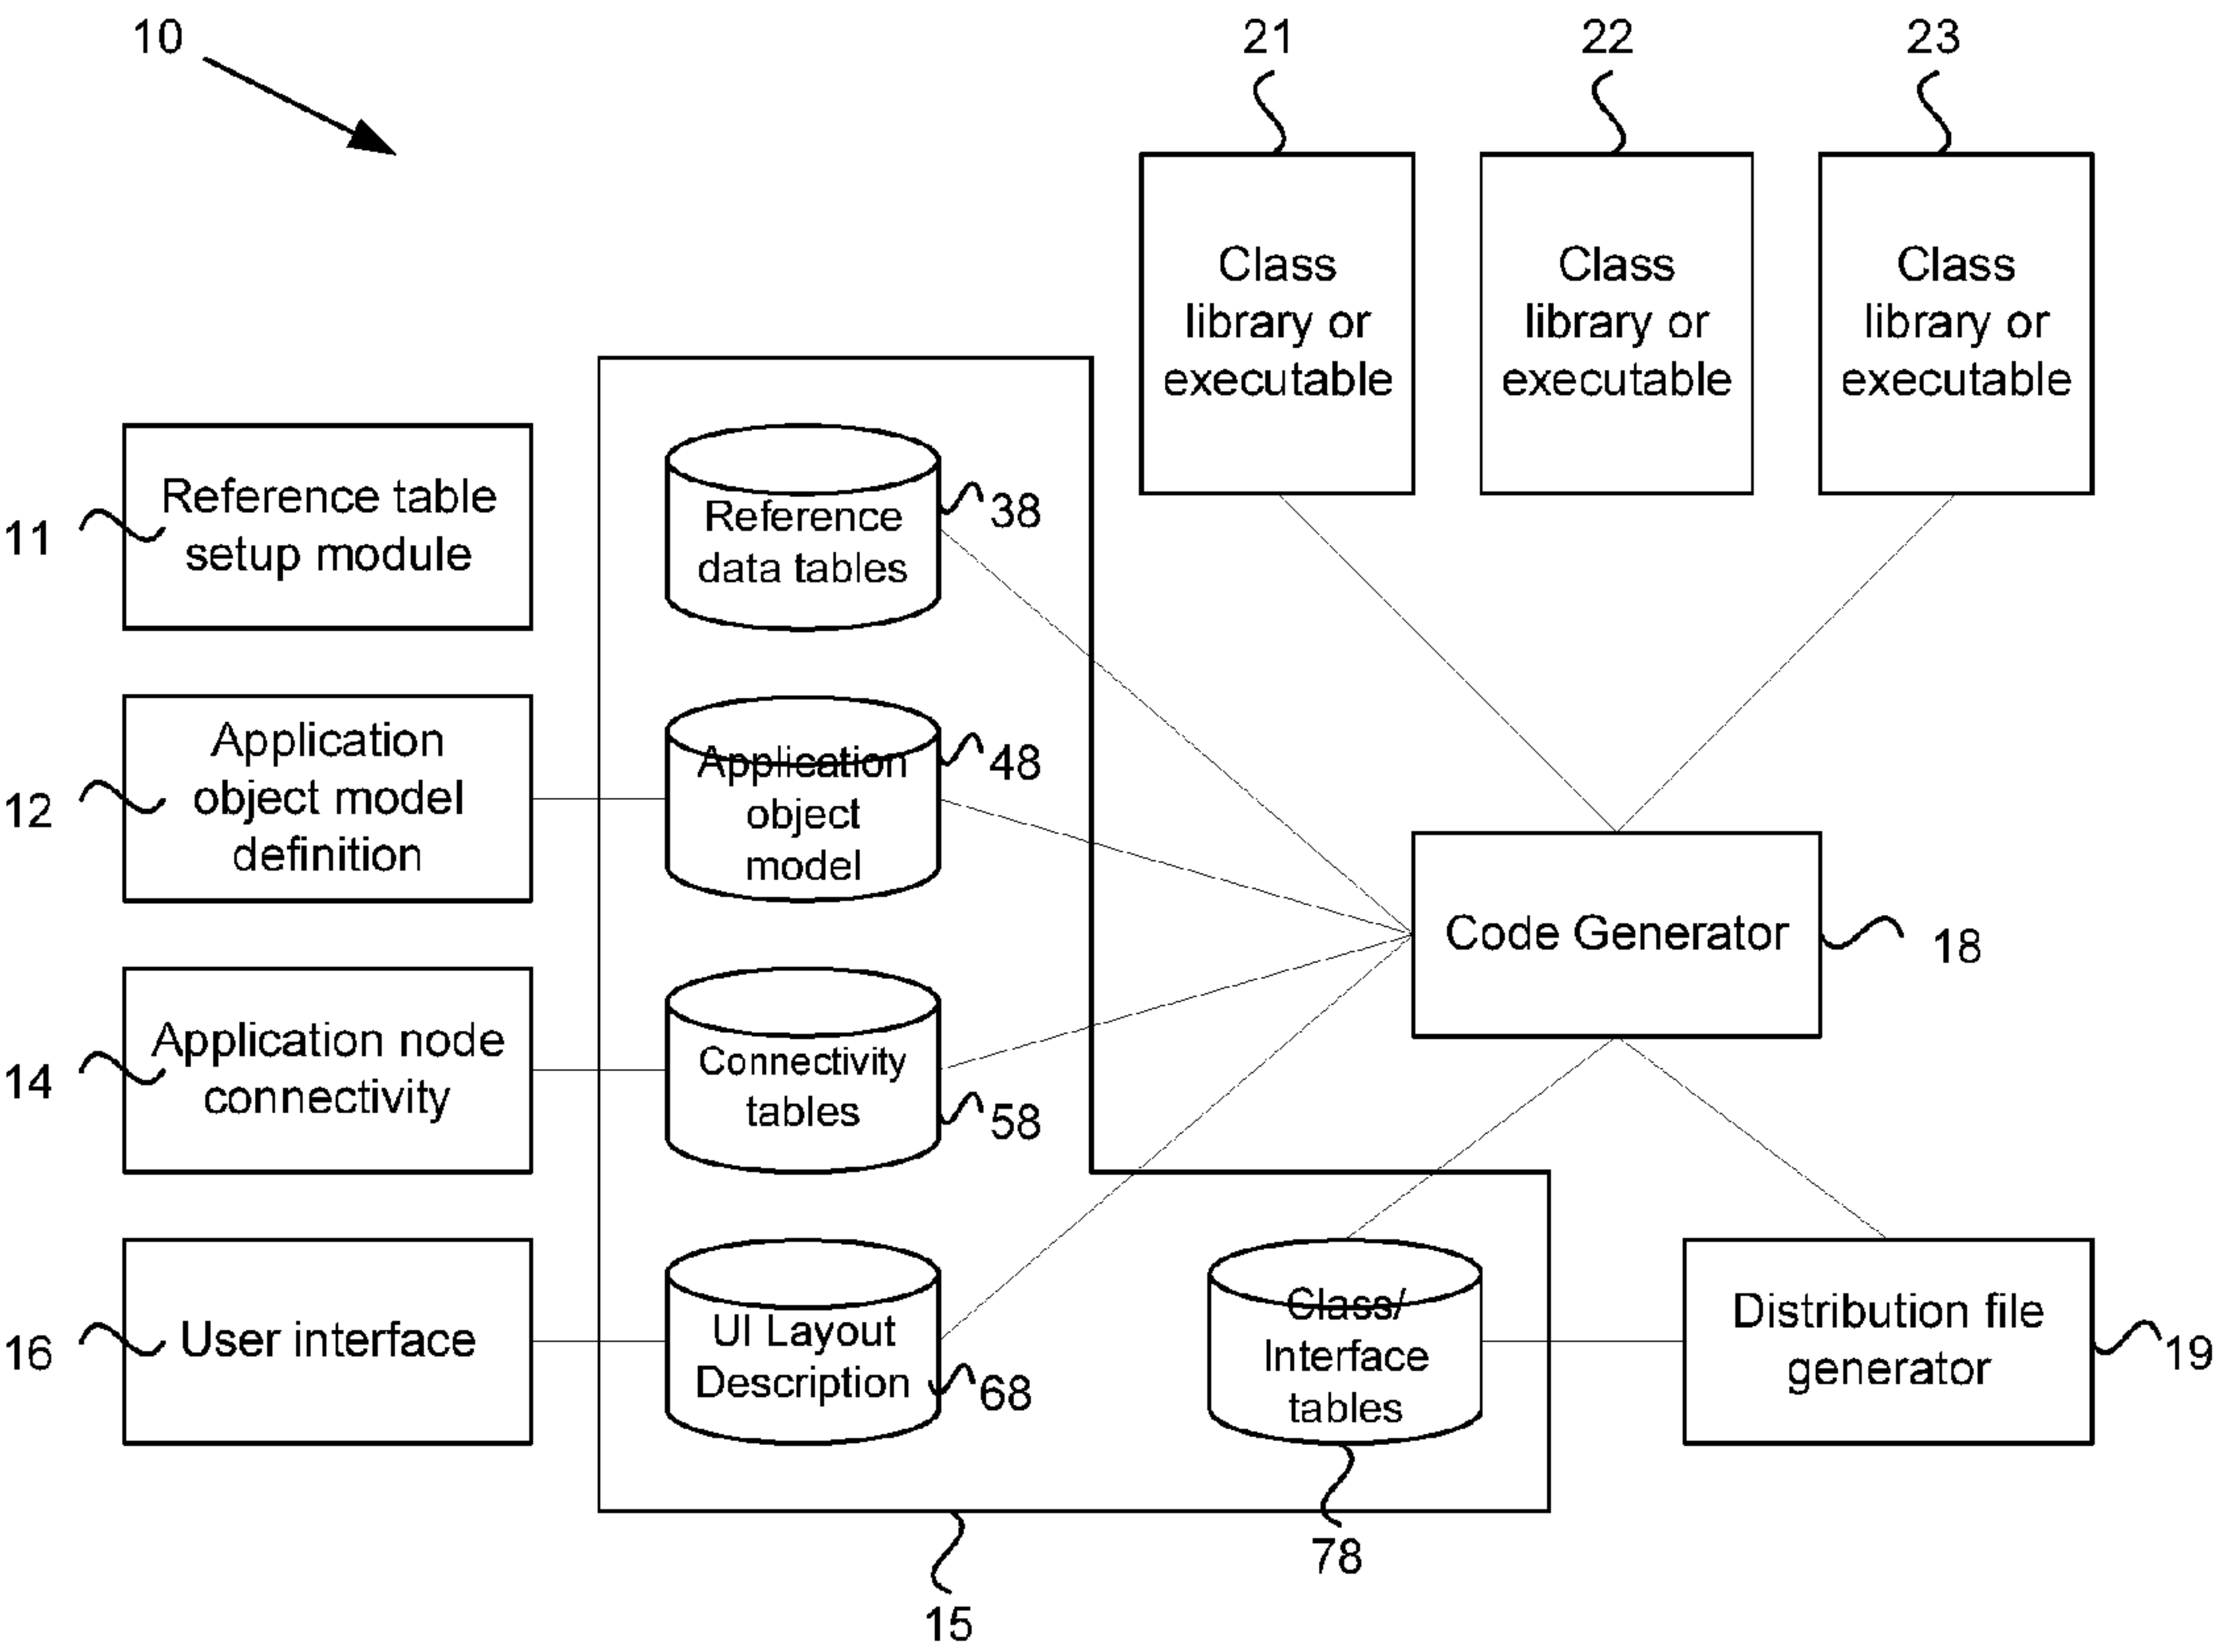 10
21
22
23
Class
library or
executable
Class
library or
executable
Class
library or
executable
11
Reference table
setup module
Reference
data tables
38
12
Application
object model
definition
Application
object
model
48
Code Generator
18
14
Application node
connectivity
Connectivity
tables
58
16
User interface
UI Layout
Description
68
Class/
Interface
tables
78
Distribution file
generator
19
15